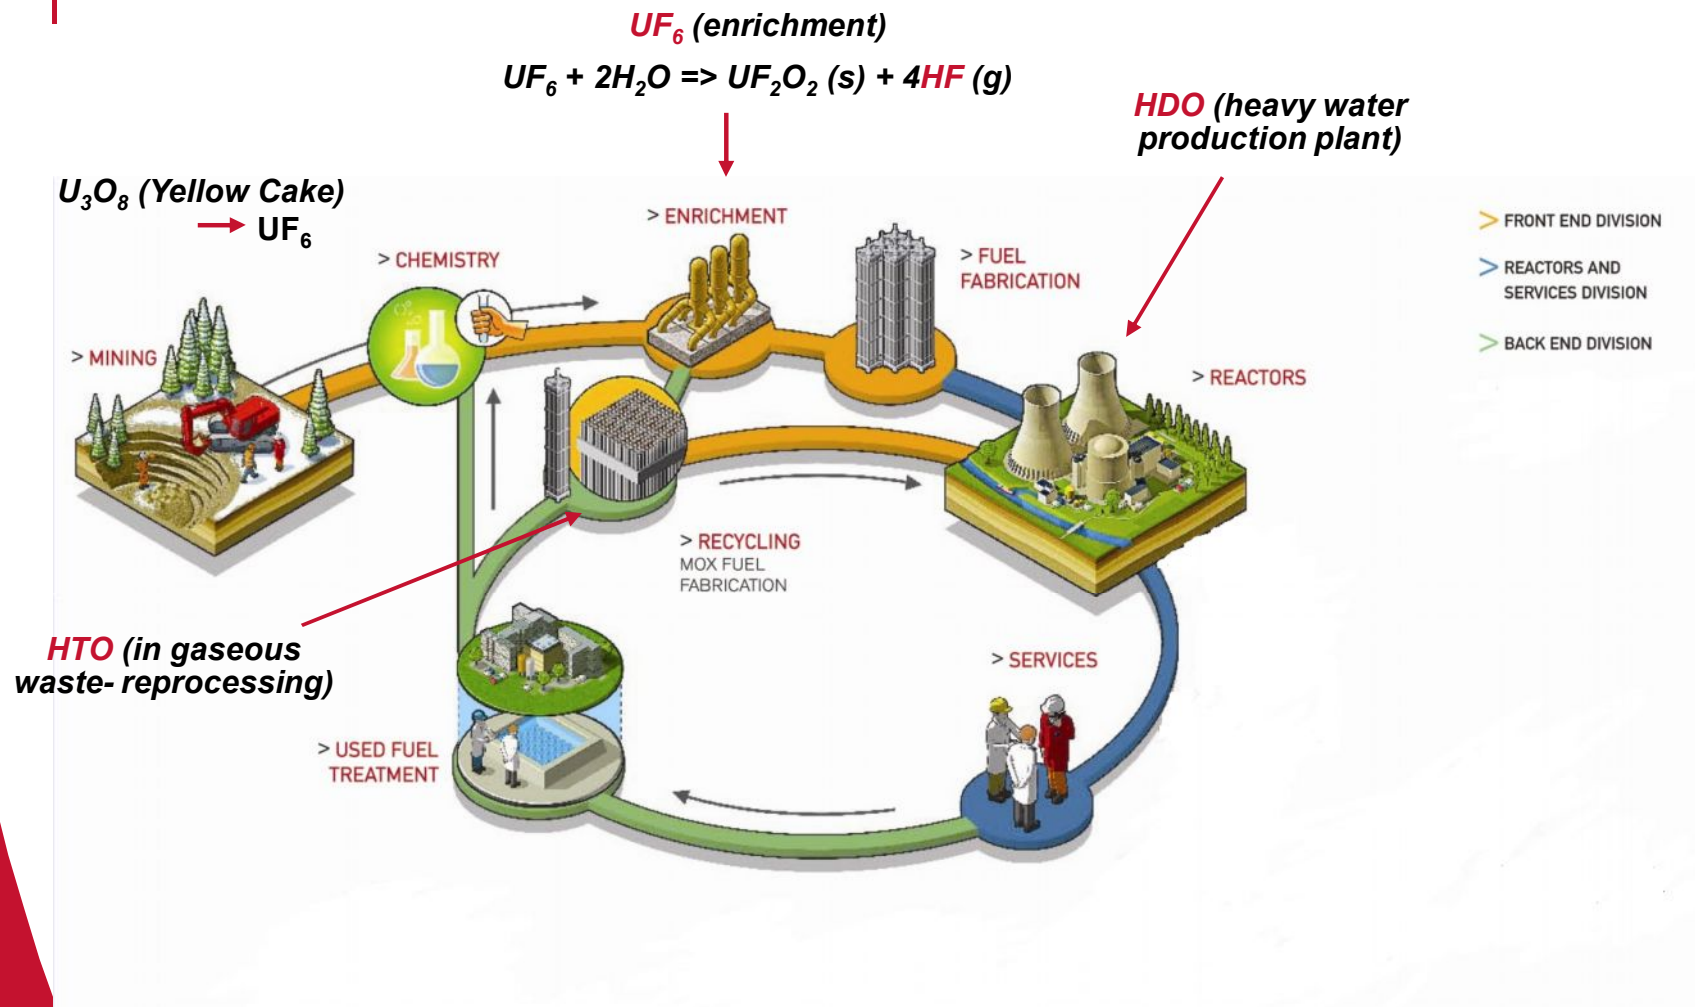 UF6 (enrichment)
UF6 + 2H2O => UF2O2 (s) + 4HF (g)
HDO (heavy water
production plant)
U3O8 (Yellow Cake)
UF6
> CHEMISTRY
> ENRICHMENT
> FUEL
FABRICATION
> FRONT END DIVISION
> REACTORS AND
SERVICES DIVISION
> BACK END DIVISION
> MINING
> REACTORS
> RECYCLING
MOX FUEL
FABRICATION
HTO (in gaseous
waste- reprocessing)
> SERVICES
> USED FUEL
TREATMENT